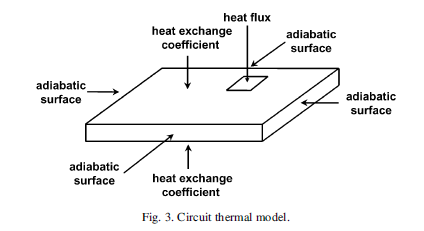 heat flux
heat exchange
coefficient
adiabatic
surface
adiabatic
surface
adiabatic
surface
adiabatic
surface
heat exchange
coefficient
Fig. 3. Circuit thermal model.